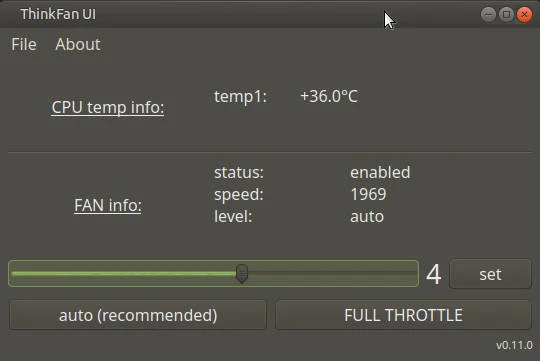 ThinkFan UI
File About
CPU temp info: temp1: +36.0°C
FAN info:
status: enabled
speed: 1969
level: auto
4 set
auto (recommended) FULL THROTTLE
v0.11.0